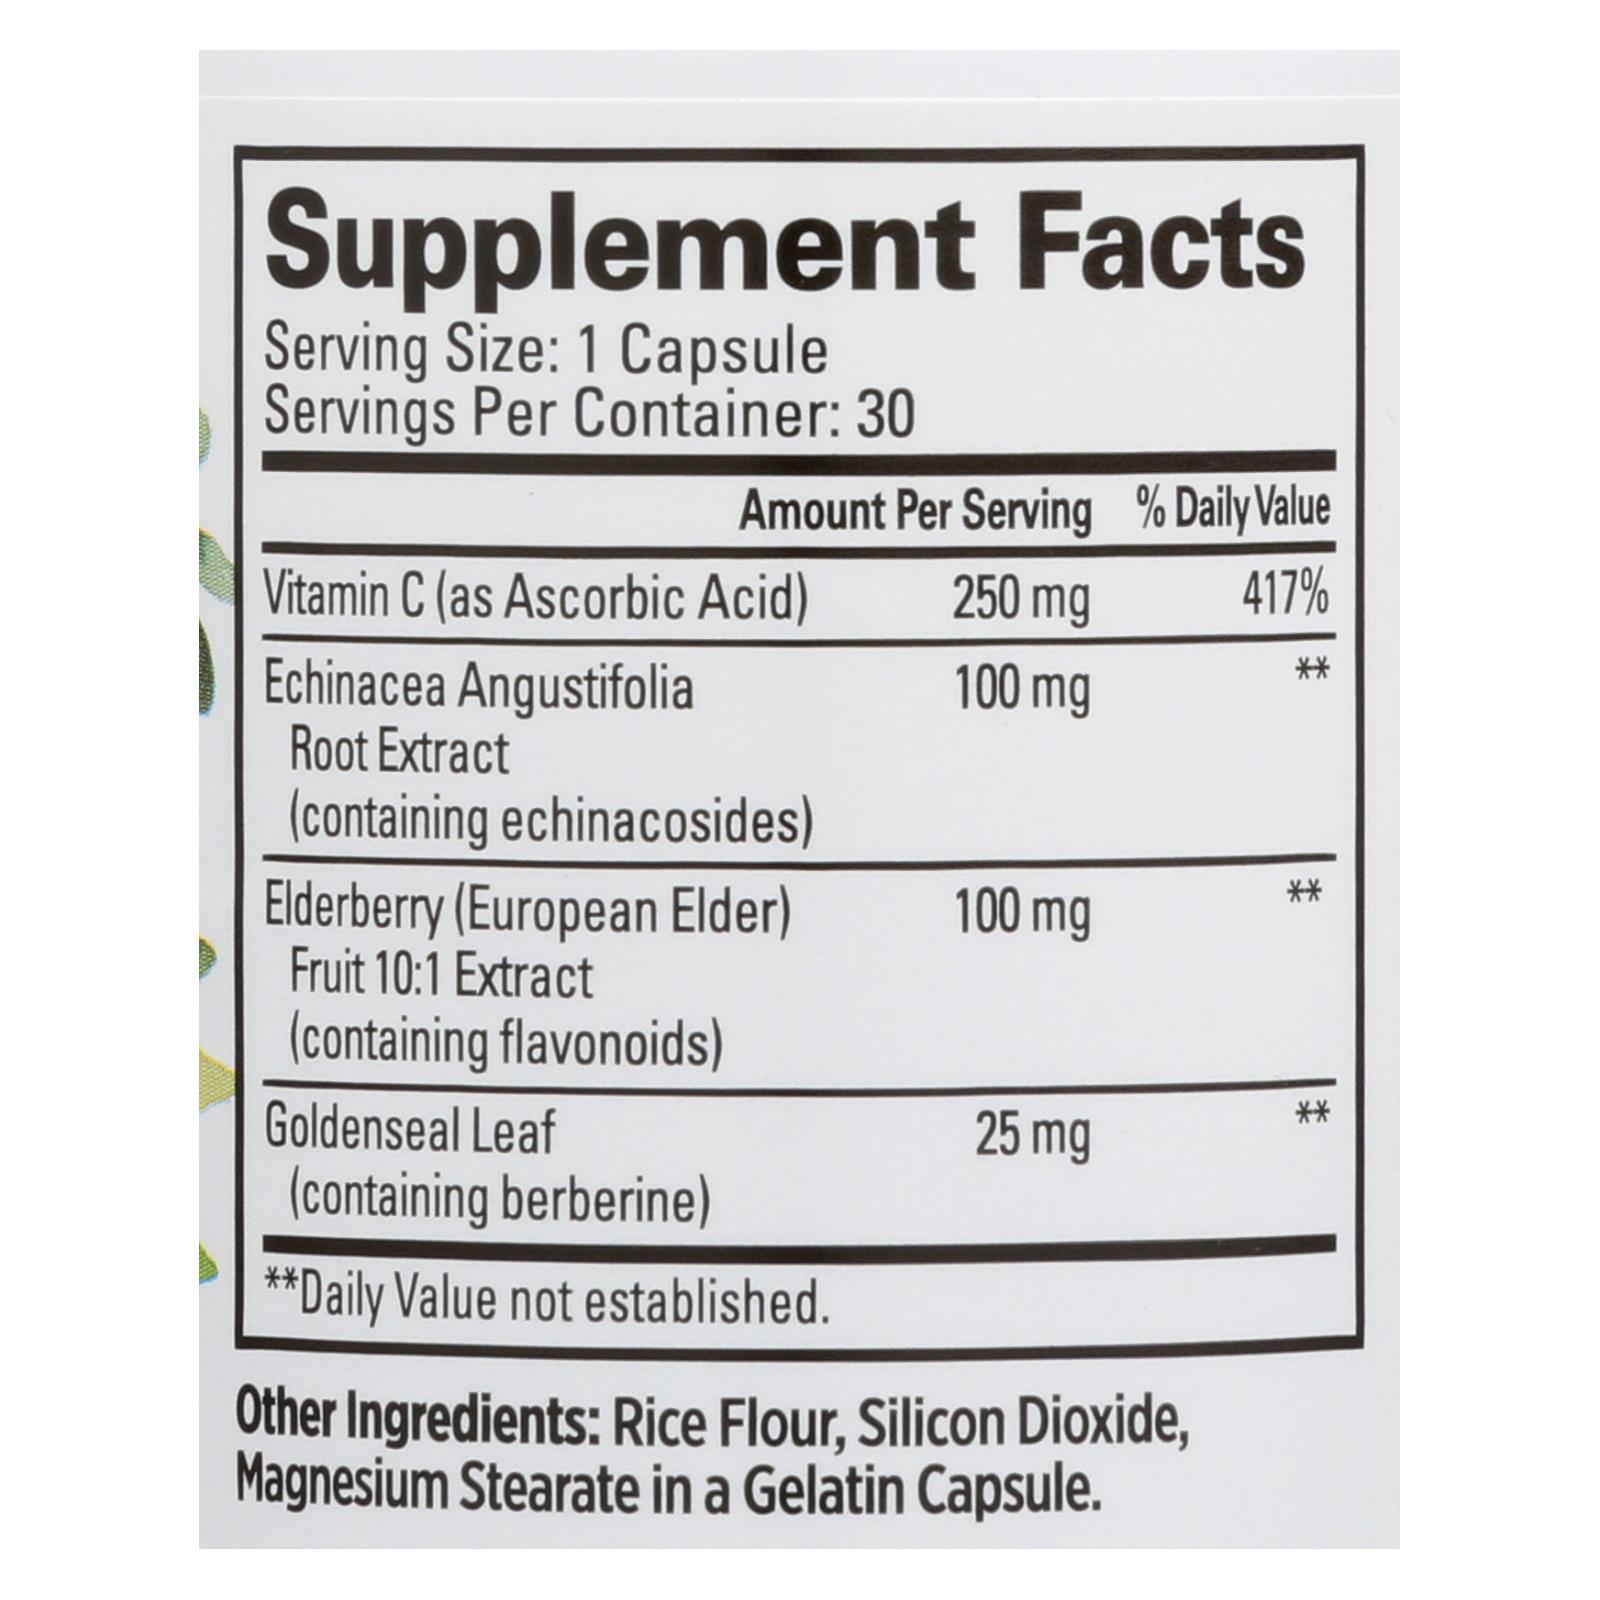 Supplement Facts
Serving Size: 1 Capsule
Servings Per Container: 30
Amount Per Serving % Daily Value
Vitamin C (as Ascorbic Acid) 250 mg 417%
Echinacea Angustifolia 100 mg **
Root Extract
(containing echinacosides)
Elderberry (European Elder) 100 mg **
Fruit 10:1 Extract
(containing flavonoids)
Goldenseal Leaf 25 mg **
(containing berberine)
**Daily Value not established.
Other Ingredients: Rice Flour, Silicon Dioxide,
Magnesium Stearate in a Gelatin Capsule.